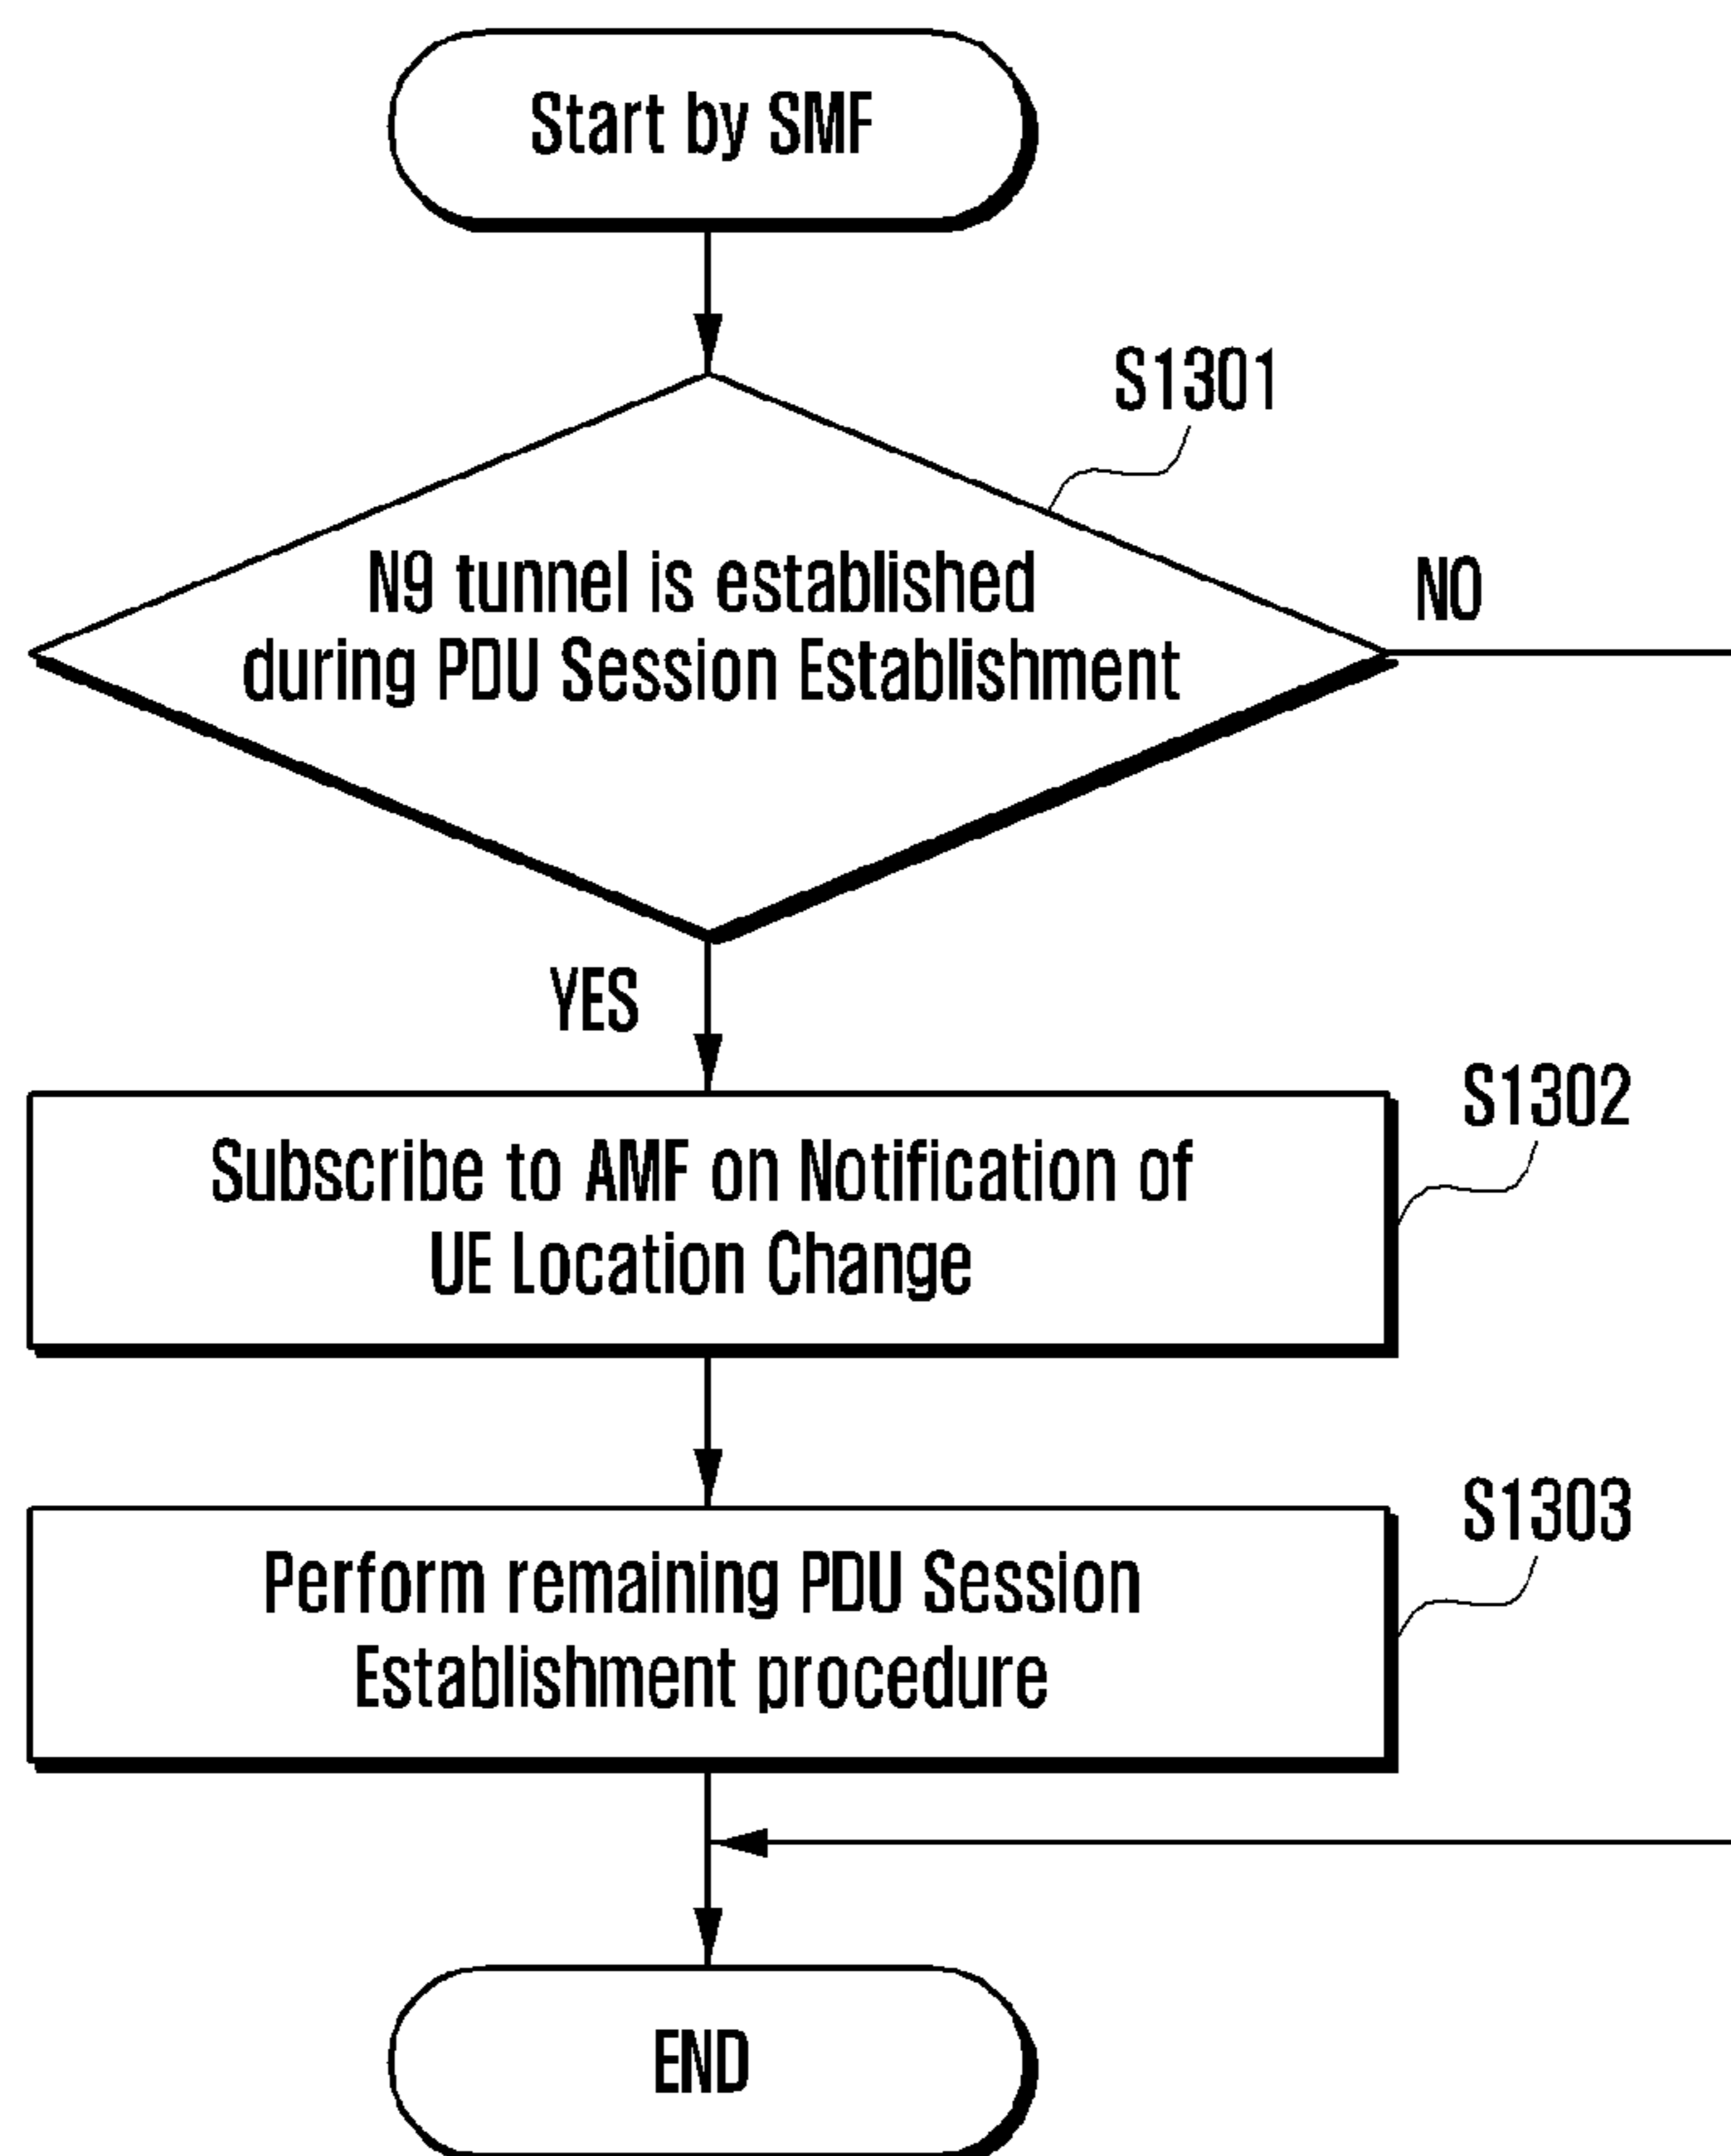 Start by SMF
S1301
N9 tunnel is established
during PDU Session Establishment
NO
YES
S1302
Subscribe to AMF on Notification of
UE Location Change
S1303
Perform remaining PDU Session
Establishment procedure
END